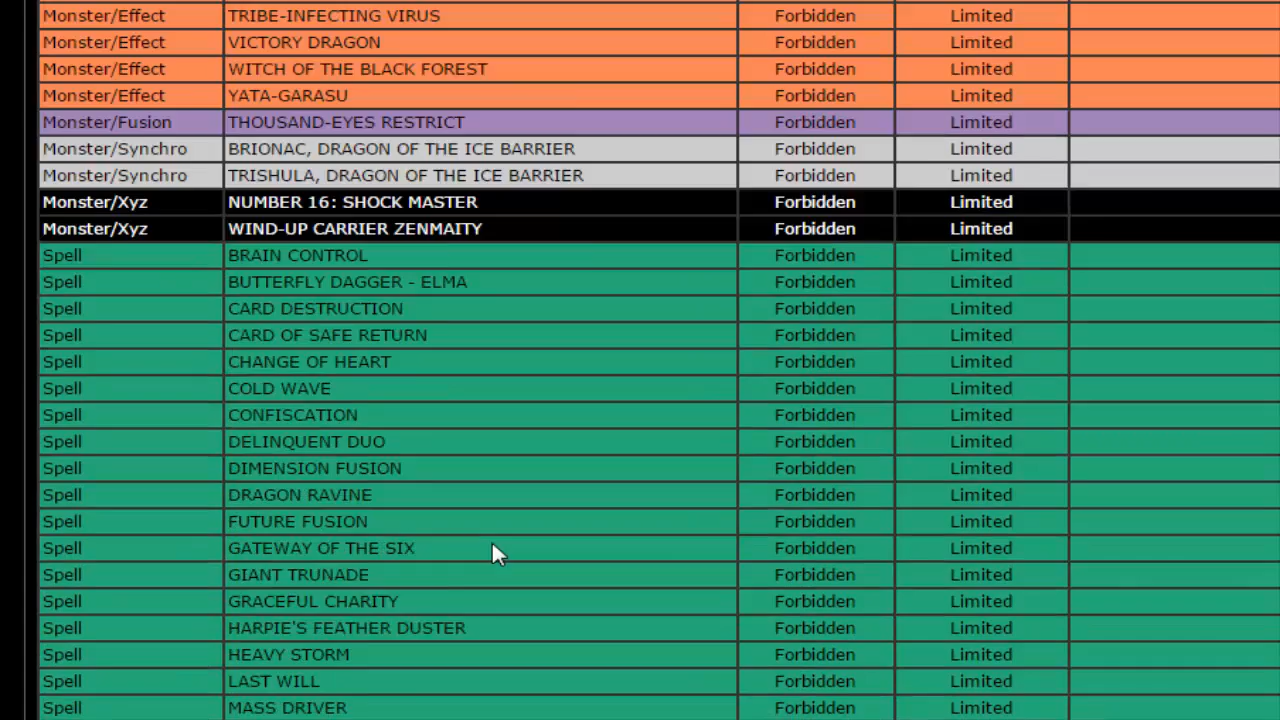 Monster/Effect TRIBE-INFECTING VIRUS Forbidden Limited
Monster/Effect VICTORY DRAGON Forbidden Limited
Monster/Effect WITCH OF THE BLACK FOREST Forbidden Limited
Monster/Effect YATA-GARASU Forbidden Limited
Monster/Fusion THOUSAND-EYES RESTRICT Forbidden Limited
Monster/Synchro BRIONAC, DRAGON OF THE ICE BARRIER Forbidden Limited
Monster/Synchro TRISHULA, DRAGON OF THE ICE BARRIER Forbidden Limited
Monster/Xyz NUMBER 16: SHOCK MASTER Forbidden Limited
Monster/Xyz WIND-UP CARRIER ZENMAITY Forbidden Limited
Spell BRAIN CONTROL Forbidden Limited
Spell BUTTERFLY DAGGER - ELMA Forbidden Limited
Spell CARD DESTRUCTION Forbidden Limited
Spell CARD OF SAFE RETURN Forbidden Limited
Spell CHANGE OF HEART Forbidden Limited
Spell COLD WAVE Forbidden Limited
Spell CONFISCATION Forbidden Limited
Spell DELINQUENT DUO Forbidden Limited
Spell DIMENSION FUSION Forbidden Limited
Spell DRAGON RAVINE Forbidden Limited
Spell FUTURE FUSION Forbidden Limited
Spell GATEWAY OF THE SIX Forbidden Limited
Spell GIANT TRUNADE Forbidden Limited
Spell GRACEFUL CHARITY Forbidden Limited
Spell HARPIE'S FEATHER DUSTER Forbidden Limited
Spell HEAVY STORM Forbidden Limited
Spell LAST WILL Forbidden Limited
Spell MASS DRIVER Forbidden Limited